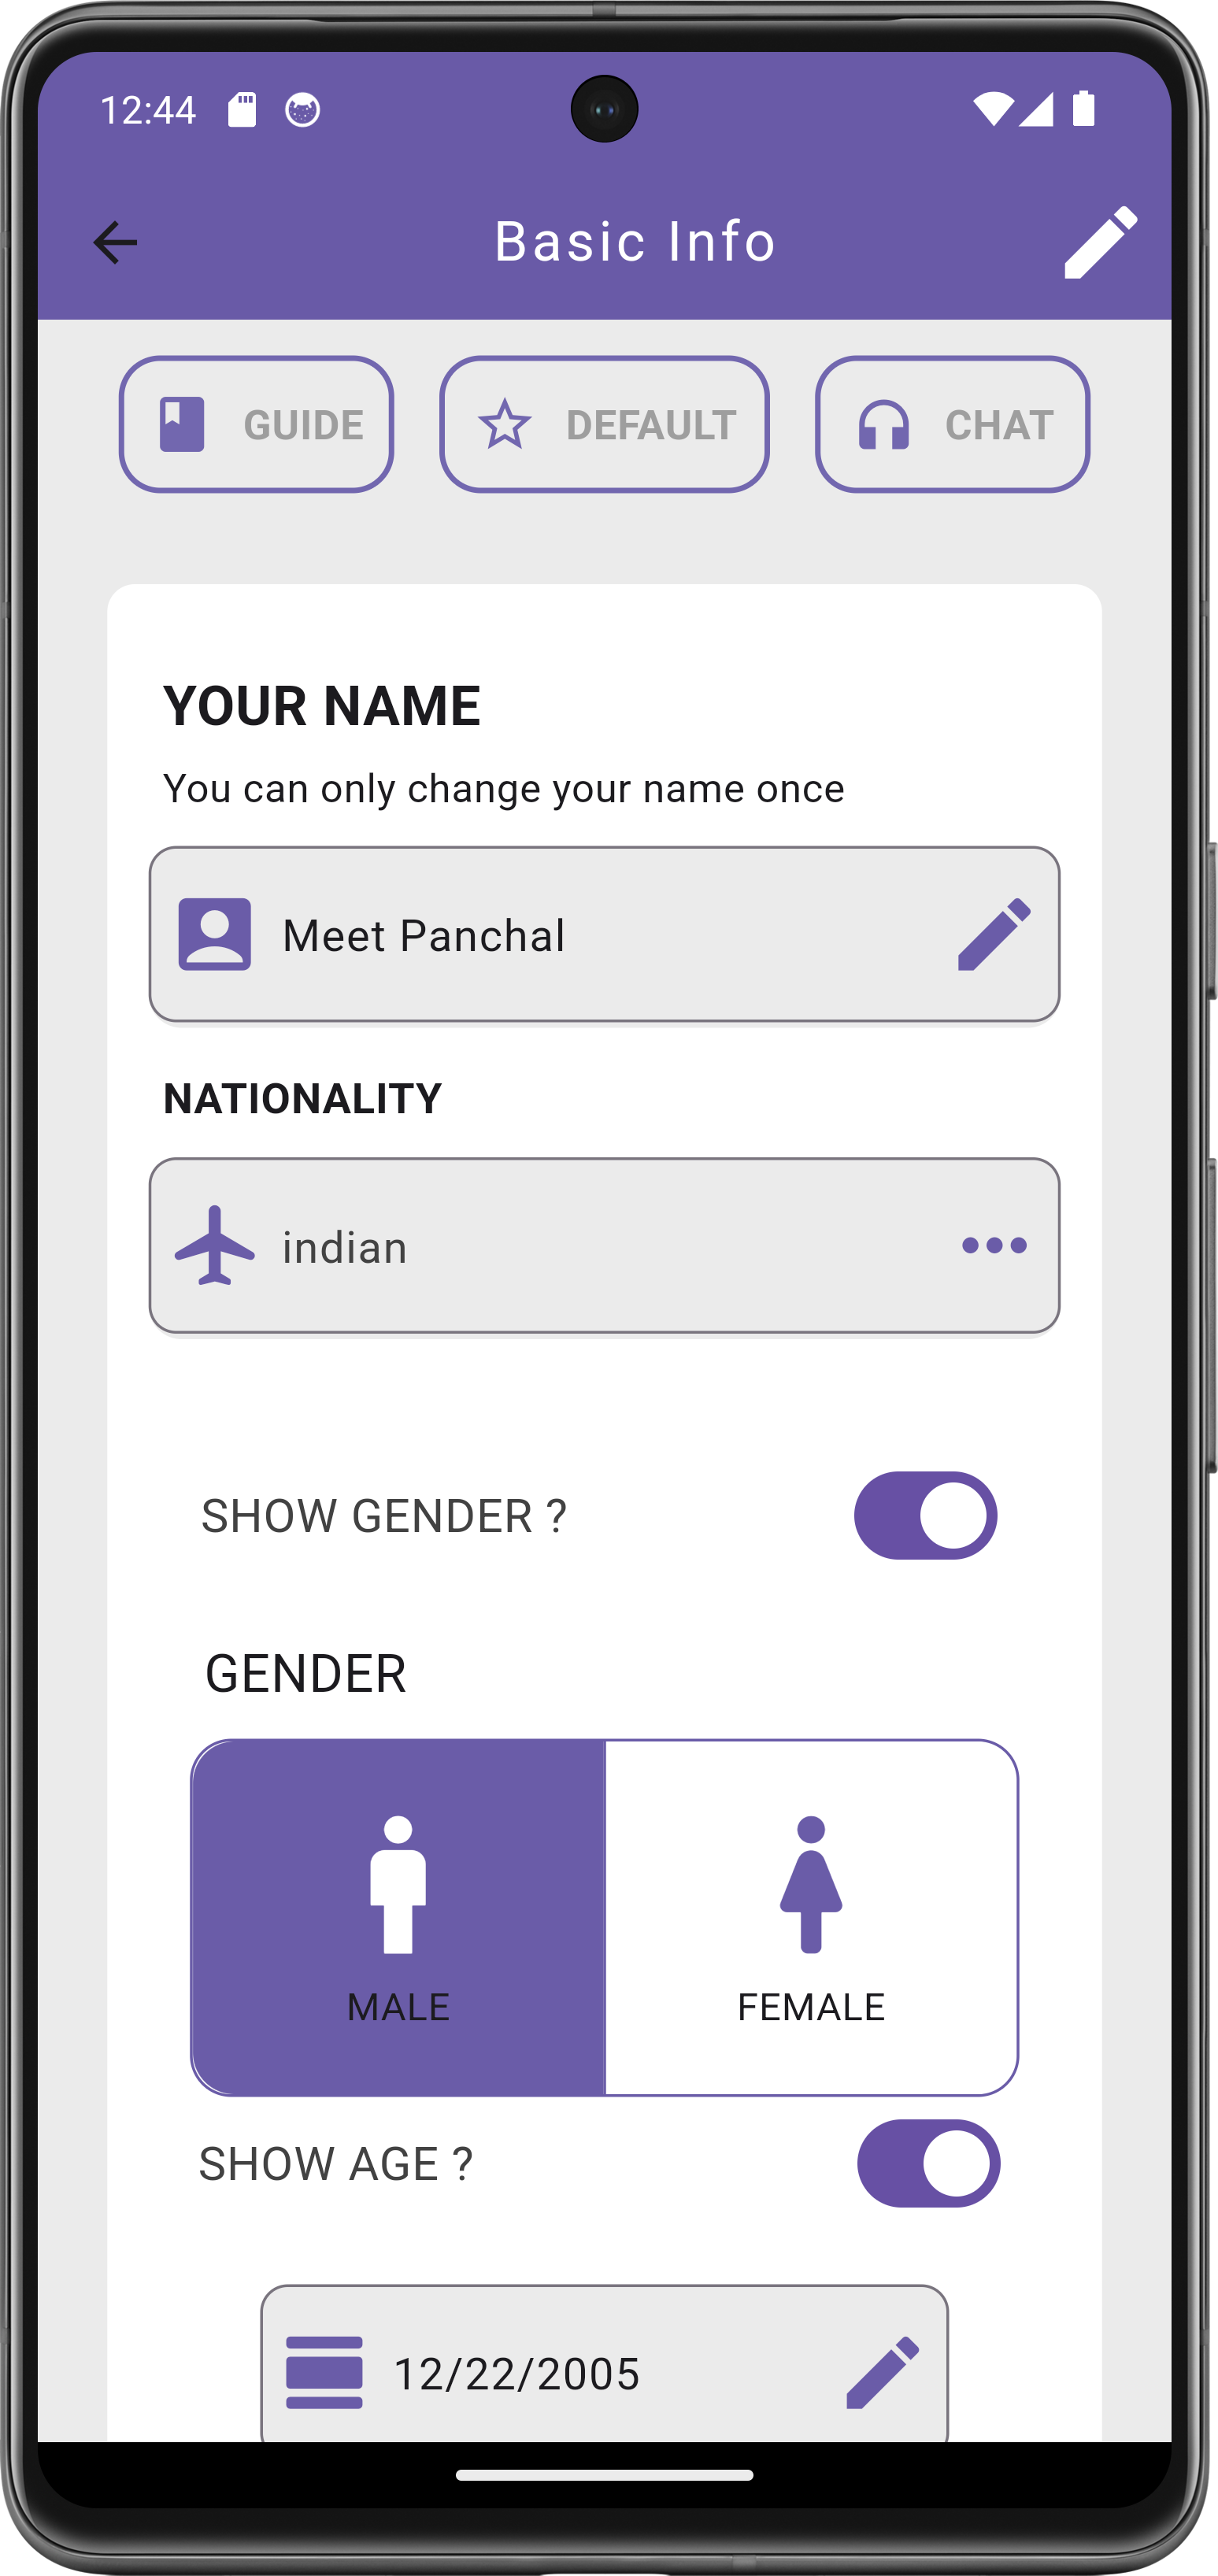 12:44
Basic Info
GUIDE DEFAULT CHAT
YOUR NAME
You can only change your name once
Meet Panchal
NATIONALITY
indian
SHOW GENDER ?
GENDER
MALE FEMALE
SHOW AGE ?
12/22/2005